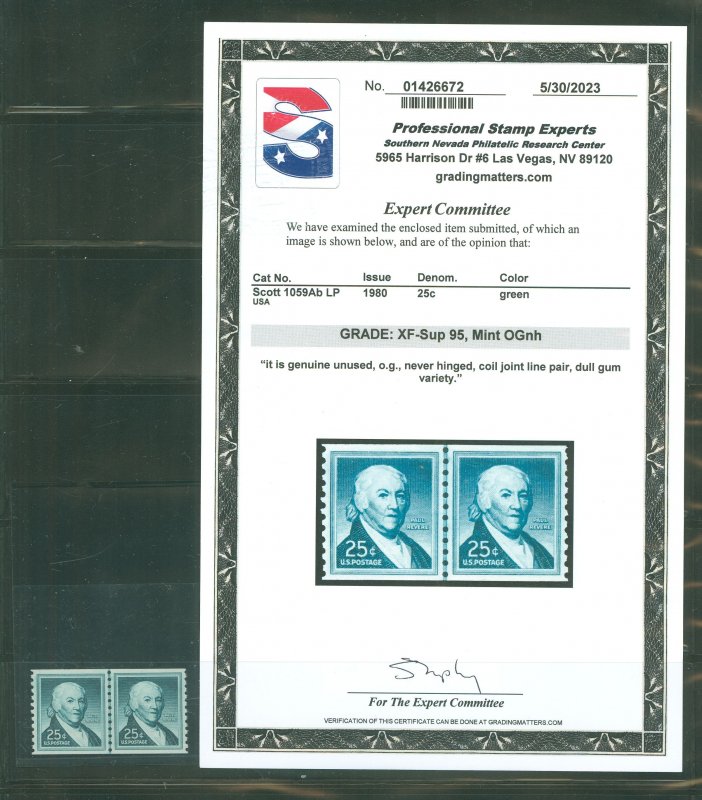 No. 01426672 5/30/2023
Professional Stamp Experts
Southern Nevada Philatelic Research Center
5965 Harrison Dr #6 Las Vegas, NV 89120
gradingmatters.com
Expert Committee
We have examined the enclosed item submitted, of which an
image is shown below, and are of the opinion that:
Cat No. Issue Denom. Color
Scott 1059Ab LP 1980 25c green
USA
GRADE: XF-Sup 95, Mint OGnh
“it is genuine unused, o.g., never hinged, coil joint line pair, dull gum
variety.”
PAUL
REVERE
25¢
U.S.POSTAGE
PAUL
REVERE
25¢
U.S.POSTAGE
For The Expert Committee
VERIFICATION OF THIS CERTIFICATE CAN BE DONE AT GRADINGMATTERS.COM
25¢
U.S.POSTAGE
25¢
U.S.POSTAGE